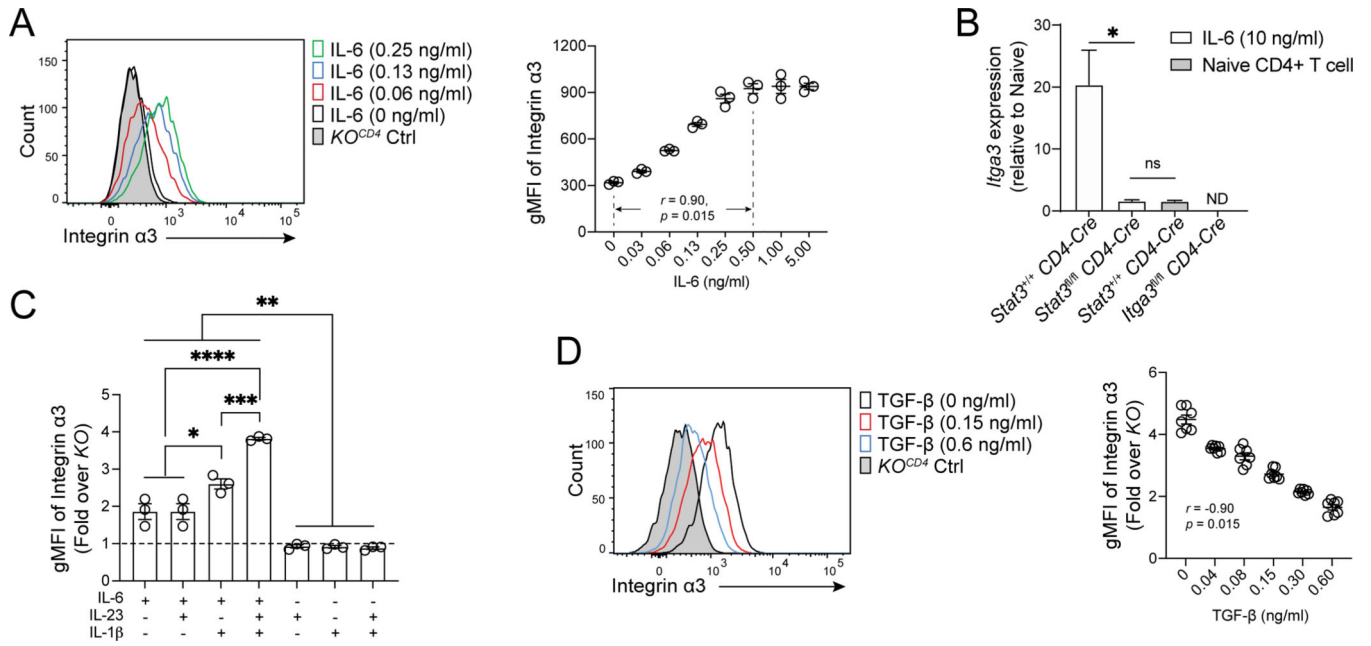 A
Count
150
100
50
0
0
10³
10⁴
10⁵
Integrin α3
IL-6 (0.25 ng/ml)
IL-6 (0.13 ng/ml)
IL-6 (0.06 ng/ml)
IL-6 (0 ng/ml)
KO^CD4 Ctrl
gMFI of Integrin α3
1200
900
600
300
0
r = 0.90,
p = 0.015
0
0.03
0.06
0.13
0.25
0.50
1.00
5.00
IL-6 (ng/ml)
B
Itga3 expression
(relative to Naive)
30
20
10
0
*
ns
ND
IL-6 (10 ng/ml)
Naive CD4+ T cell
Stat3+/+ CD4-Cre
Stat3fl/fl CD4-Cre
Stat3+/+ CD4-Cre
Itga3fl/fl CD4-Cre
C
gMFI of Integrin α3
(Fold over KO)
5
4
3
2
1
0
**
****
***
*
IL-6 + + + + - - -
IL-23 - + - + + - +
IL-1β - - + + - + +
D
Count
150
100
50
0
0
10³
10⁴
10⁵
Integrin α3
TGF-β (0 ng/ml)
TGF-β (0.15 ng/ml)
TGF-β (0.6 ng/ml)
KO^CD4 Ctrl
gMFI of Integrin α3
(Fold over KO)
6
4
2
0
r = -0.90
p = 0.015
0
0.04
0.08
0.15
0.30
0.60
TGF-β (ng/ml)